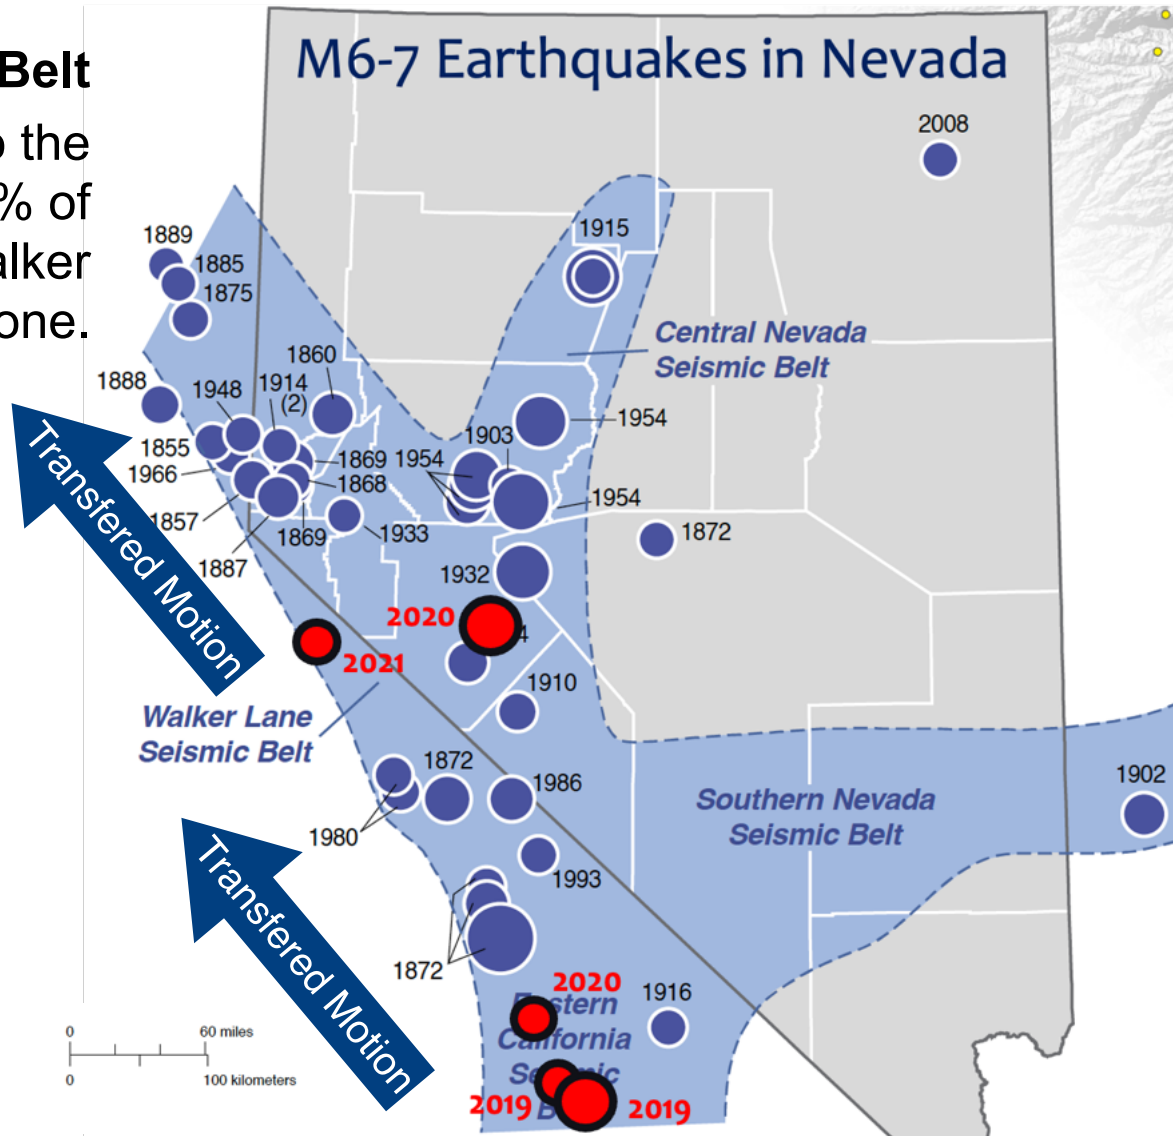 Belt
the
% of
one.
M6-7 Earthquakes in Nevada
2008
1889
1885
1875
1915
Central Nevada
Seismic Belt
1860
1888
1948
1914
(2)
1903
1954
1855
1869
1954
1966
1868
1954
1857
1869
1933
1872
1887
1932
2020
4
2021
Transfered Motion
1910
Walker Lane
Seismic Belt
1872
1986
1902
Southern Nevada
Seismic Belt
1980
1993
Transfered Motion
1872
2020
1916
California
2019
2019
0
60 miles
0
100 kilometers